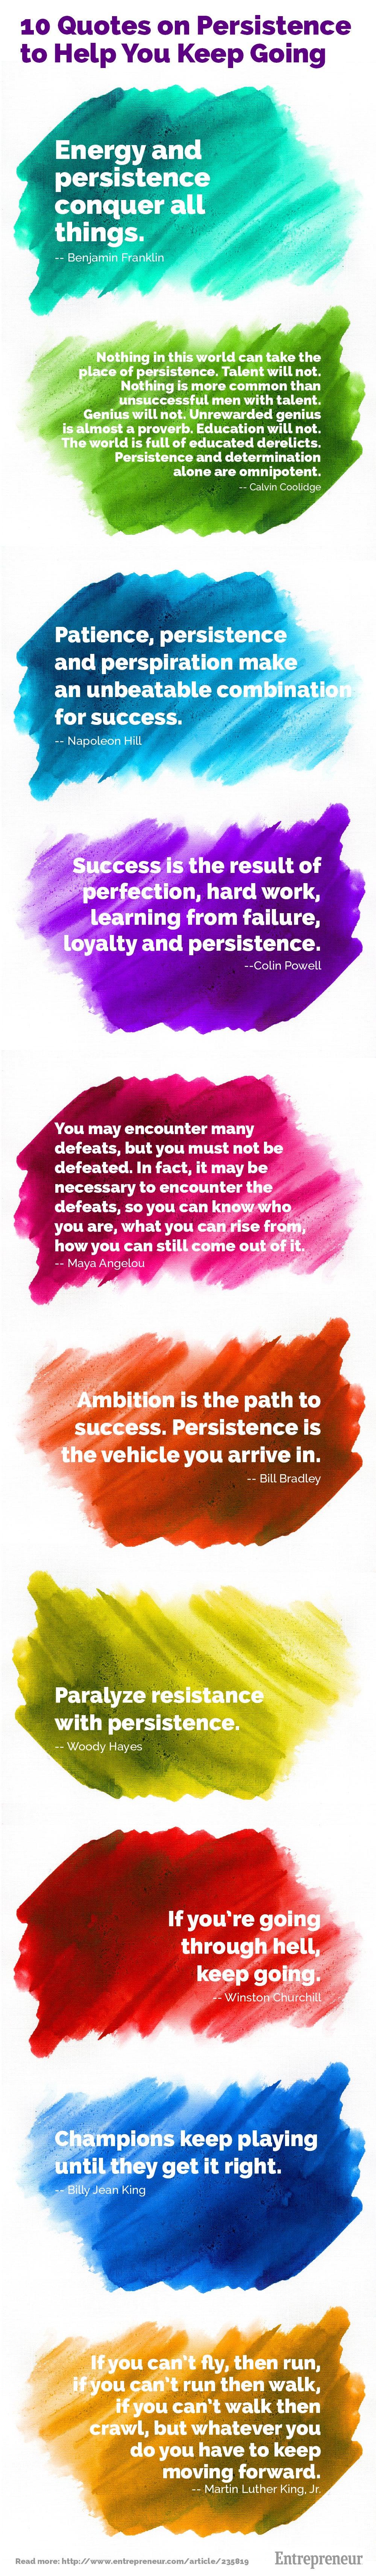 10 Quotes on Persistence
to Help You Keep Going
Energy and
persistence
conquer all
things.
-- Benjamin Franklin
Nothing in this world can take the
place of persistence. Talent will not.
Nothing is more common than
unsuccessful men with talent.
Genius will not. Unrewarded genius
is almost a proverb. Education will not.
The world is full of educated derelicts.
Persistence and determination
alone are omnipotent.
-- Calvin Coolidge
Patience, persistence
and perspiration make
an unbeatable combination
for success.
-- Napoleon Hill
Success is the result of
perfection, hard work,
learning from failure,
loyalty and persistence.
--Colin Powell
You may encounter many
defeats, but you must not be
defeated. In fact, it may be
necessary to encounter the
defeats, so you can know who
you are, what you can rise from,
how you can still come out of it.
-- Maya Angelou
Ambition is the path to
success. Persistence is
the vehicle you arrive in.
-- Bill Bradley
Paralyze resistance
with persistence.
-- Woody Hayes
If you're going
through hell,
keep going.
-- Winston Churchill
Champions keep playing
until they get it right.
-- Billy Jean King
If you can't fly, then run,
if you can't run then walk,
if you can't walk then
crawl, but whatever you
do you have to keep
moving forward.
-- Martin Luther King, Jr.
Read more: http://www.entrepreneur.com/article/235819
Entrepreneur